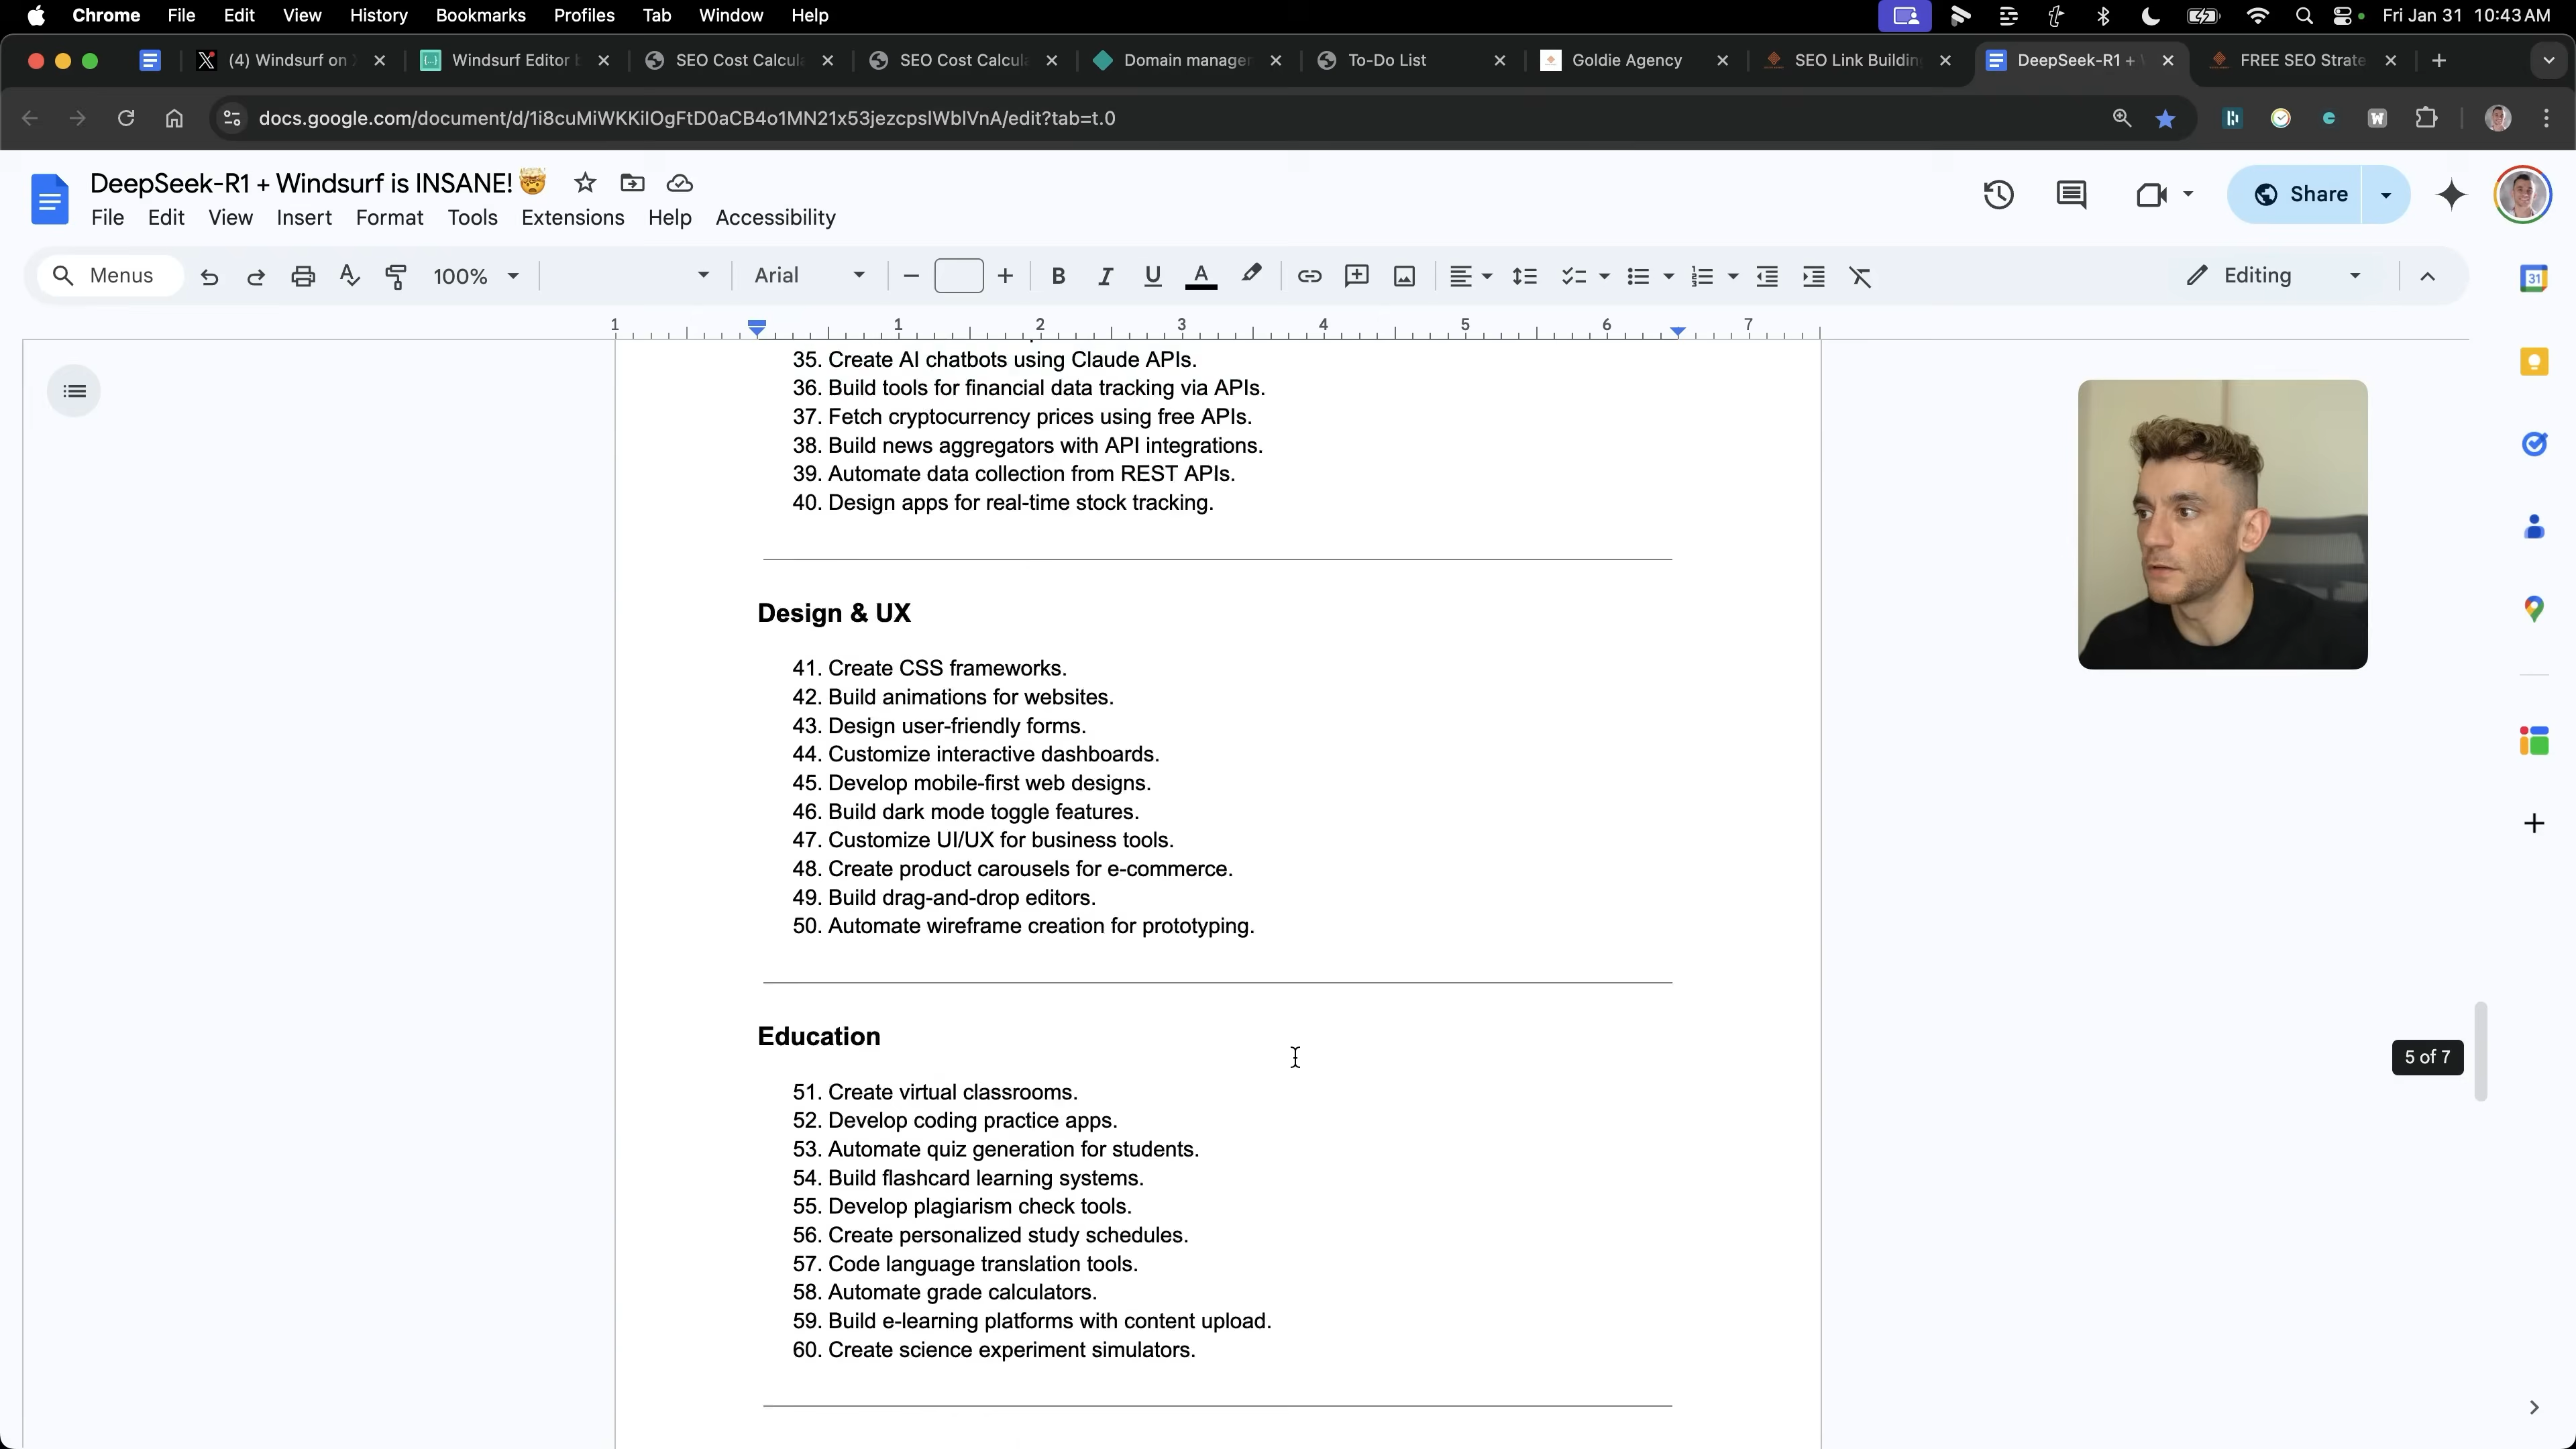 Chrome File Edit View History Bookmarks Profiles Tab Window Help
Fri Jan 31 10:43 AM
(4) Windsurf on
Windsurf Editor
SEO Cost Calcul
SEO Cost Calcul
Domain manager
To-Do List
Goldie Agency
SEO Link Building
DeepSeek-R1 +
FREE SEO Strate
docs.google.com/document/d/1i8cuMiWKKiIOgFtD0aCB4o1MN21x53jezcpsIWbIVnA/edit?tab=t.0
DeepSeek-R1 + Windsurf is INSANE! 🤯
File Edit View Insert Format Tools Extensions Help Accessibility
Share
Menus
100%
Arial
Editing
1 1 2 3 4 5 6 7
35. Create AI chatbots using Claude APIs.
36. Build tools for financial data tracking via APIs.
37. Fetch cryptocurrency prices using free APIs.
38. Build news aggregators with API integrations.
39. Automate data collection from REST APIs.
40. Design apps for real-time stock tracking.
Design & UX
41. Create CSS frameworks.
42. Build animations for websites.
43. Design user-friendly forms.
44. Customize interactive dashboards.
45. Develop mobile-first web designs.
46. Build dark mode toggle features.
47. Customize UI/UX for business tools.
48. Create product carousels for e-commerce.
49. Build drag-and-drop editors.
50. Automate wireframe creation for prototyping.
Education
51. Create virtual classrooms.
52. Develop coding practice apps.
53. Automate quiz generation for students.
54. Build flashcard learning systems.
55. Develop plagiarism check tools.
56. Create personalized study schedules.
57. Code language translation tools.
58. Automate grade calculators.
59. Build e-learning platforms with content upload.
60. Create science experiment simulators.
5 of 7
31